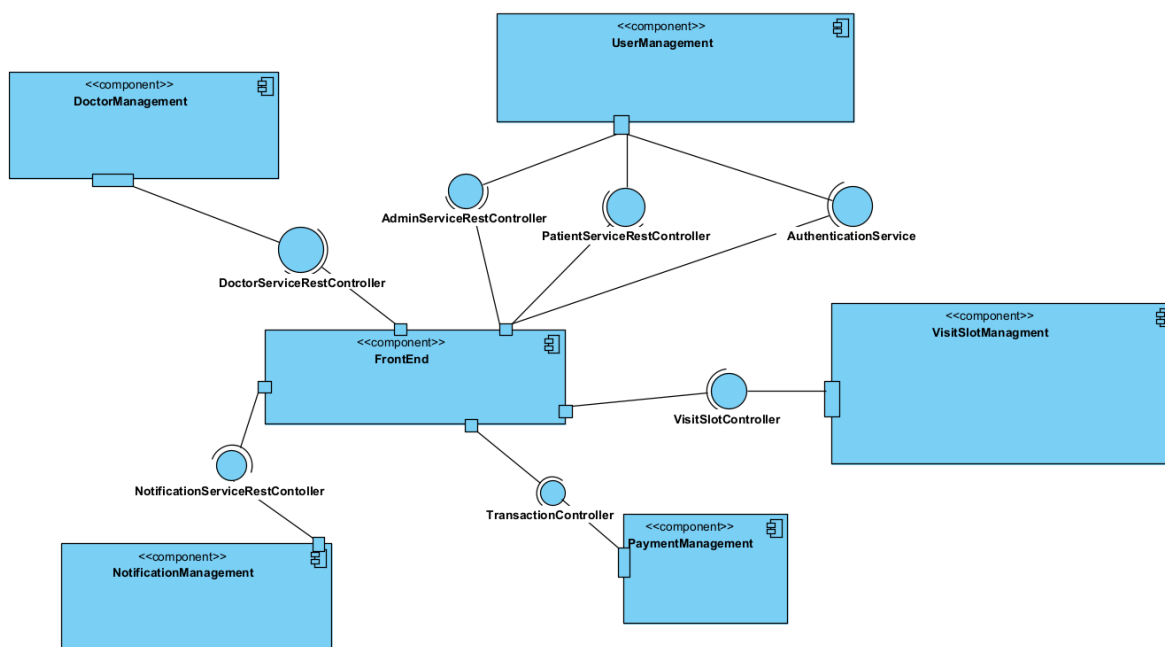 <<component>>
UserManagement
<<component>>
DoctorManagement
AdminServiceRestController
PatientServiceRestController
AuthenticationService
DoctorServiceRestController
<<component>>
VisitSlotManagment
<<component>>
FrontEnd
VisitSlotController
NotificationServiceRestContoller
TransactionController
<<component>>
PaymentManagement
<<component>>
NotificationManagement